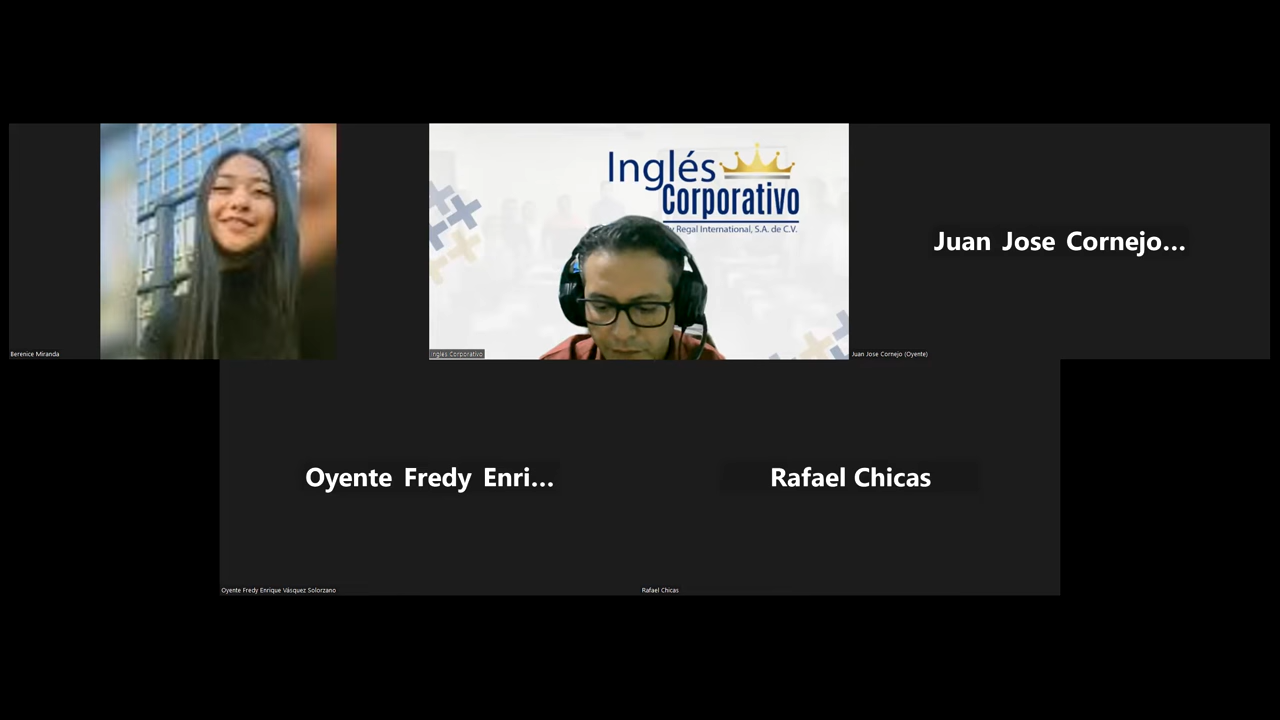 Inglés
Corporativo
y Regal International, S.A. de C.V.
Juan Jose Cornejo...
Berenice Miranda
Inglés Corporativo
Juan Jose Cornejo (Oyente)
Oyente Fredy Enri...
Rafael Chicas
Oyente Fredy Enrique Vásquez Solorzano
Rafael Chicas